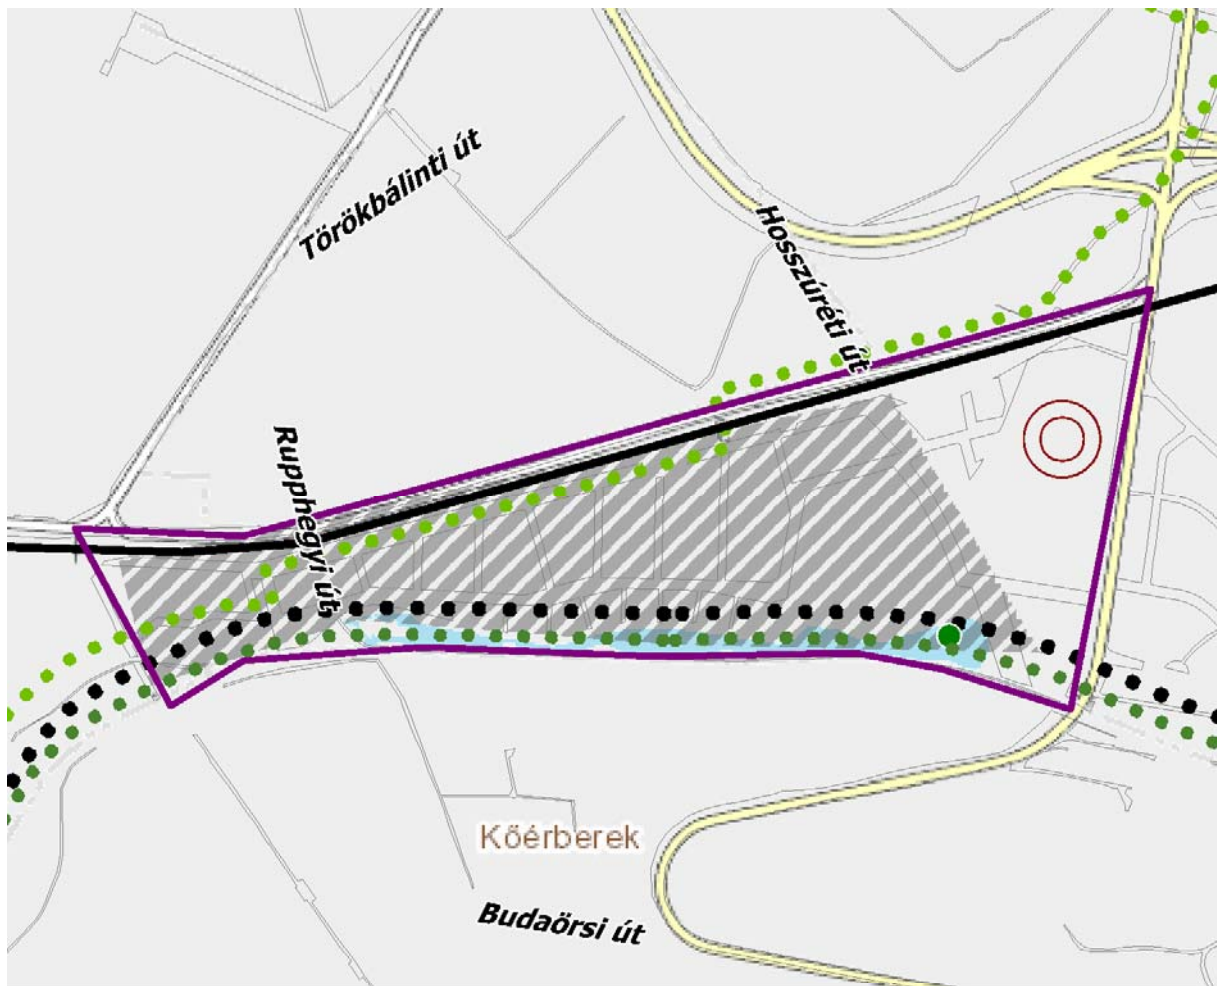 Törökbálinti út
Hosszúréti út
Rupphegyi út
Kőérberek
Budaörsi út